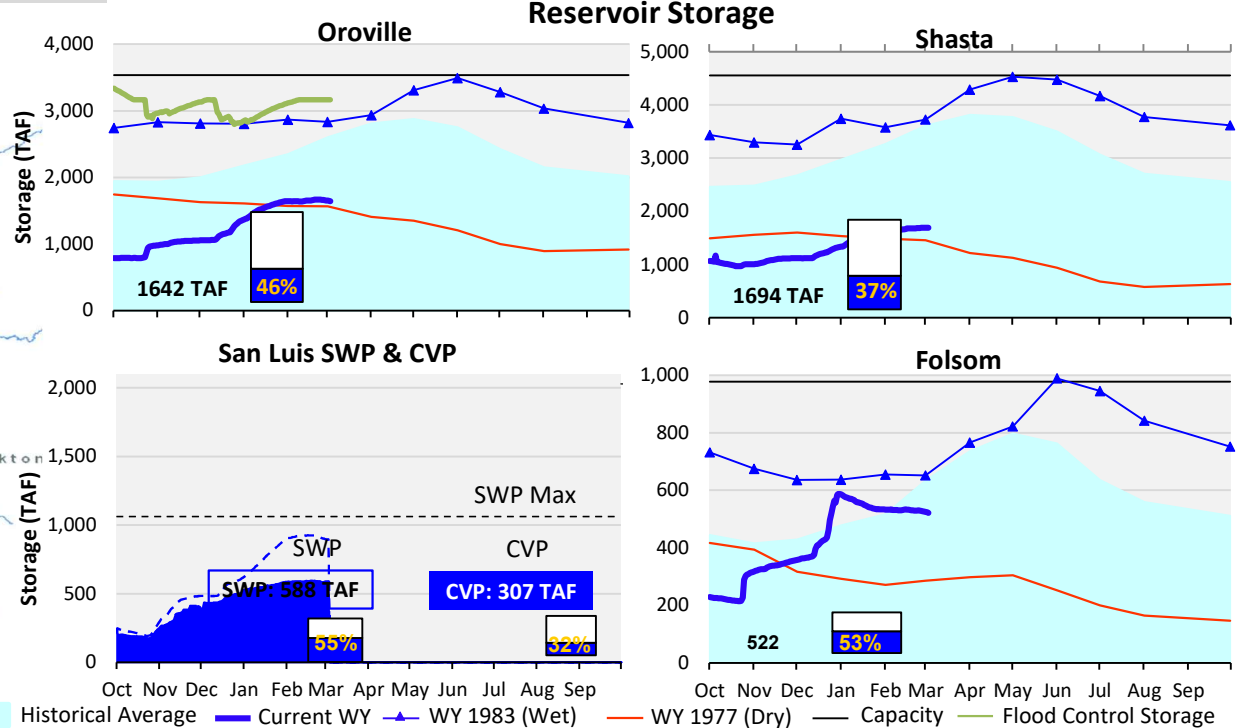 Reservoir Storage
Oroville
Storage (TAF)
4,000
3,000
2,000
1,000
0
1642 TAF
46%
Shasta
5,000
4,000
3,000
2,000
1,000
0
1694 TAF
37%
San Luis SWP & CVP
Storage (TAF)
2,000
1,500
1,000
500
0
SWP Max
SWP
CVP
SWP: 588 TAF
CVP: 307 TAF
55%
32%
Oct Nov Dec Jan Feb Mar Apr May Jun Jul Aug Sep
Folsom
1,000
800
600
400
200
0
522
53%
Oct Nov Dec Jan Feb Mar Apr May Jun Jul Aug Sep
kton
Historical Average Current WY WY 1983 (Wet) WY 1977 (Dry) Capacity Flood Control Storage